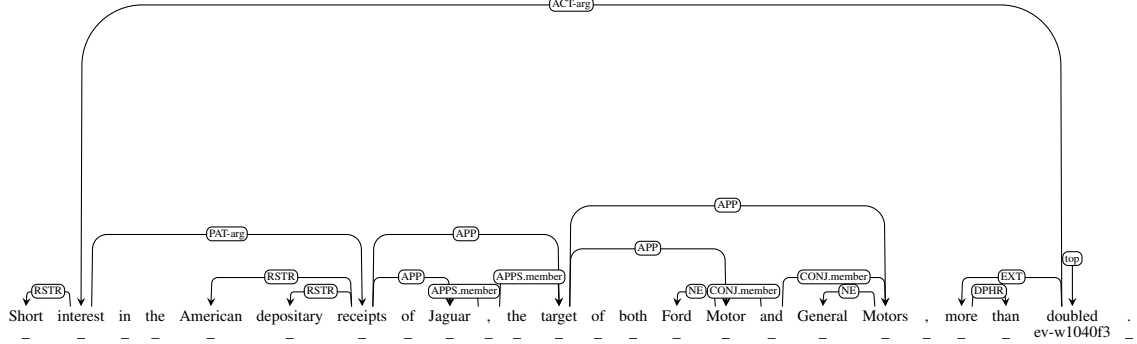 ACT-arg
APP
PAT-arg APP
APP
top
RSTR APP APPS.member CONJ.member EXT
RSTR RSTR APPS.member NE CONJ.member NE DPHR
Short interest in the American depositary receipts of Jaguar , the target of both Ford Motor and General Motors , more than doubled .
_ _ _ _ _ _ _ _ _ _ _ _ _ _ _ _ _ _ _ _ _ _ ev-w1040f3 _